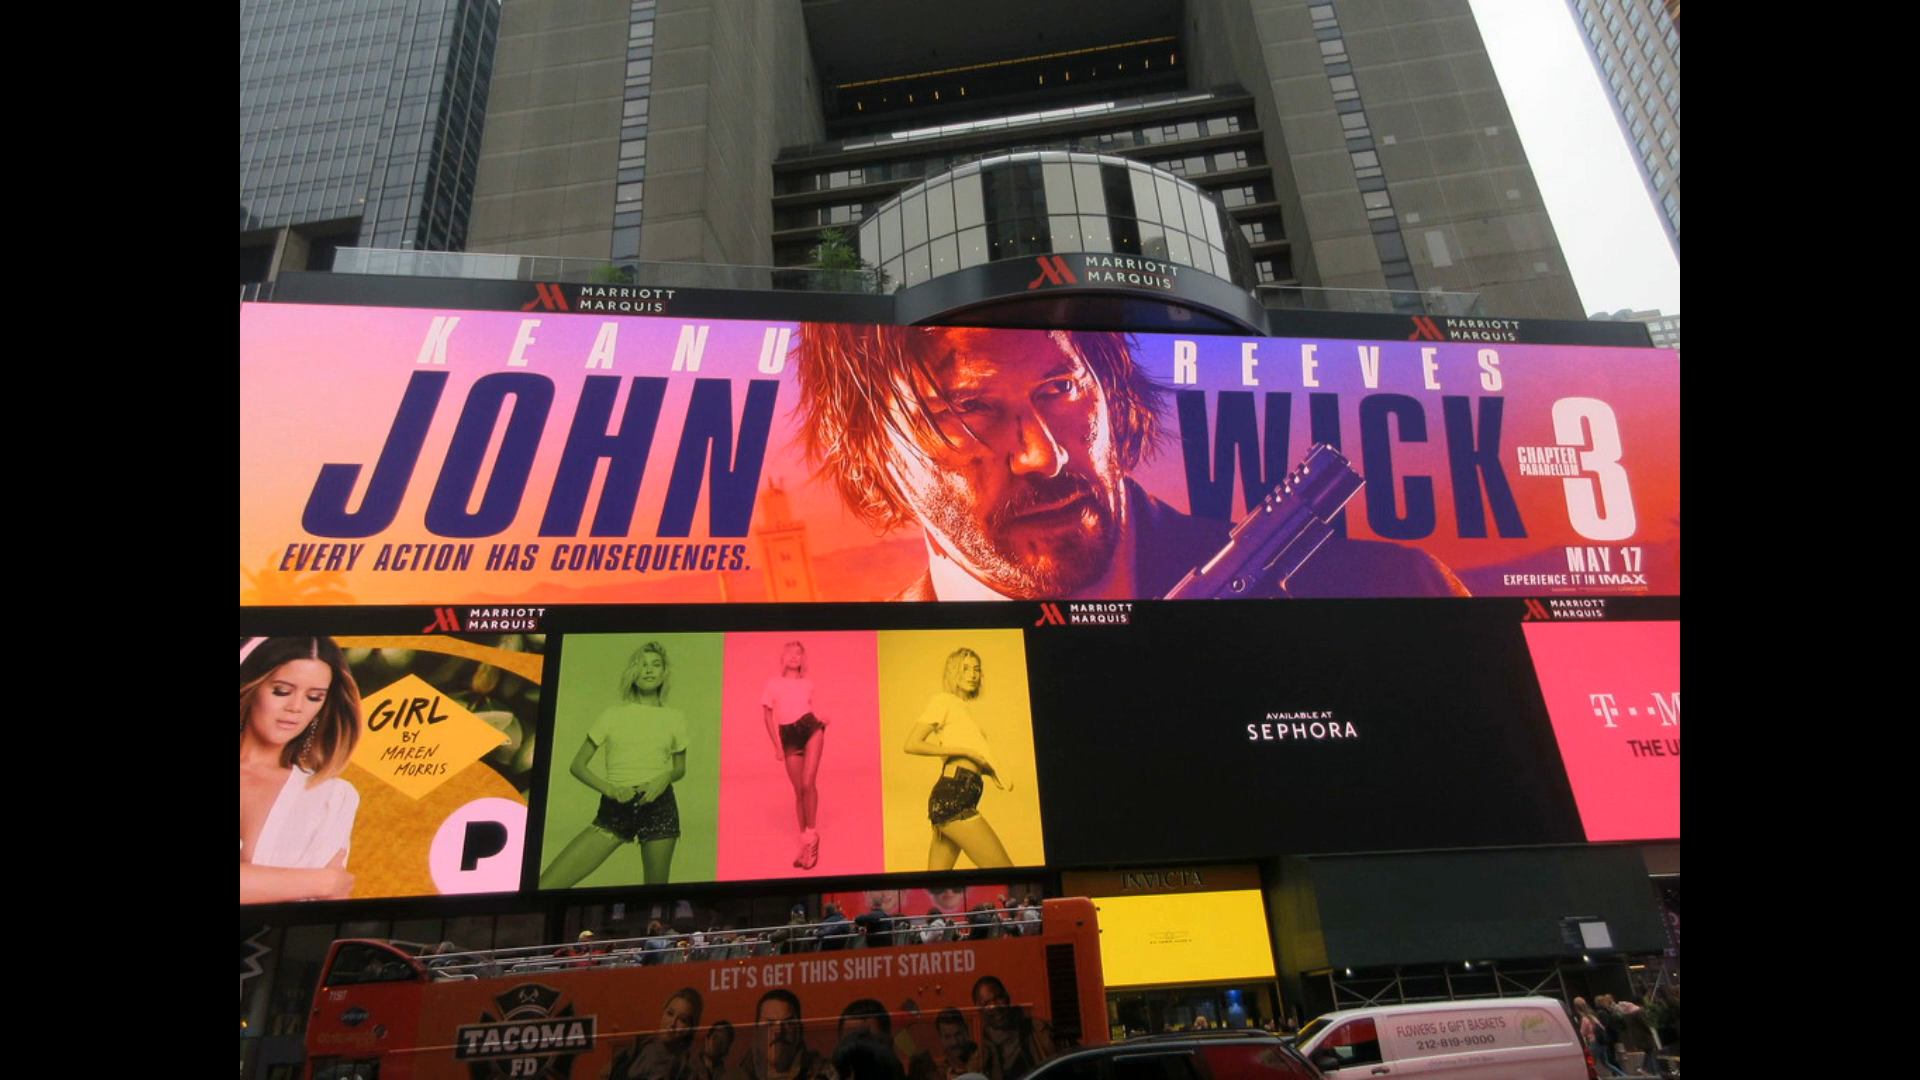 MARRIOTT
MARQUIS
MARRIOTT
MARQUIS
MARRIOTT
MARQUIS
KEANU REEVES
JOHN WICK
CHAPTER 3
PARABELLUM
EVERY ACTION HAS CONSEQUENCES.
MAY 17
EXPERIENCE IT IN IMAX
MARRIOTT
MARQUIS
MARRIOTT
MARQUIS
MARRIOTT
MARQUIS
GIRL
BY
MAREN
MORRIS
P
AVAILABLE AT
SEPHORA
T··M
THE U
INVICTA
LET'S GET THIS SHIFT STARTED
TACOMA
FD
FLOWERS & GIFT BASKETS
212-819-9000